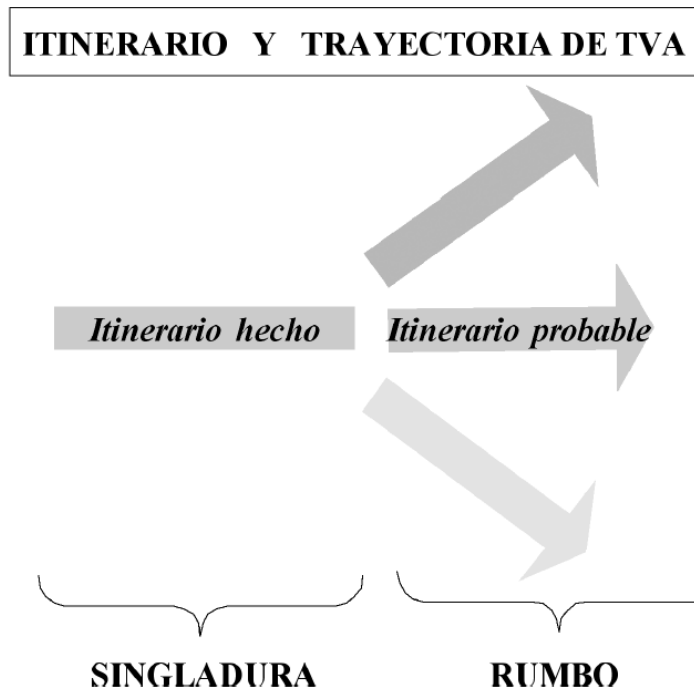 ITINERARIO Y TRAYECTORIA DE TVA
Itinerario hecho
Itinerario probable
SINGLADURA
RUMBO